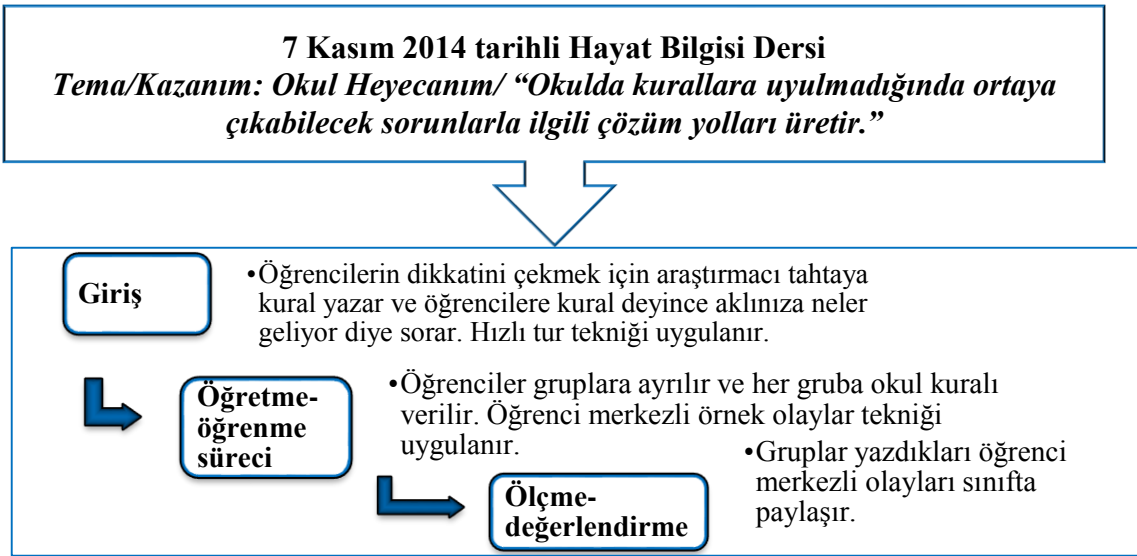 7 Kasım 2014 tarihli Hayat Bilgisi Dersi
Tema/Kazanım: Okul Heyecanım/ “Okulda kurallara uyulmadığında ortaya
çıkabilecek sorunlarla ilgili çözüm yolları üretir.”
Giriş
•Öğrencilerin dikkatini çekmek için araştırmacı tahtaya
kural yazar ve öğrencilere kural deyince aklınıza neler
geliyor diye sorar. Hızlı tur tekniği uygulanır.
Öğretme-
öğrenme
süreci
•Öğrenciler gruplara ayrılır ve her gruba okul kuralı
verilir. Öğrenci merkezli örnek olaylar tekniği
uygulanır.
Ölçme-
değerlendirme
•Gruplar yazdıkları öğrenci
merkezli olayları sınıfta
paylaşır.